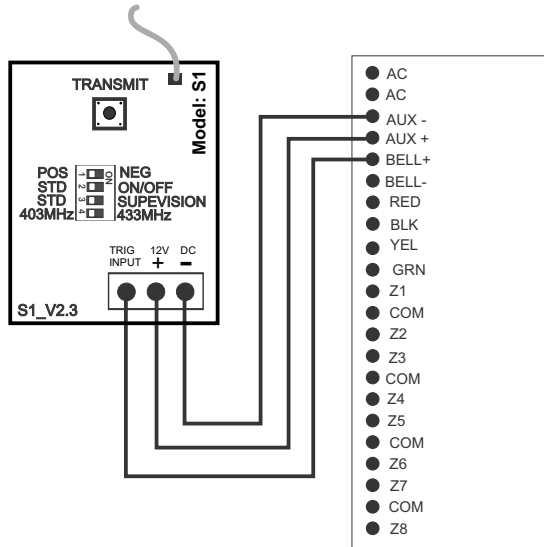 TRANSMIT
Model: S1
POS 1 ON NEG
STD 2 ON/OFF
STD 3 SUPEVISION
403MHz 4 433MHz
TRIG INPUT
12V +
DC -
S1_V2.3
AC
AC
AUX -
AUX +
BELL+
BELL-
RED
BLK
YEL
GRN
Z1
COM
Z2
Z3
COM
Z4
Z5
COM
Z6
Z7
COM
Z8